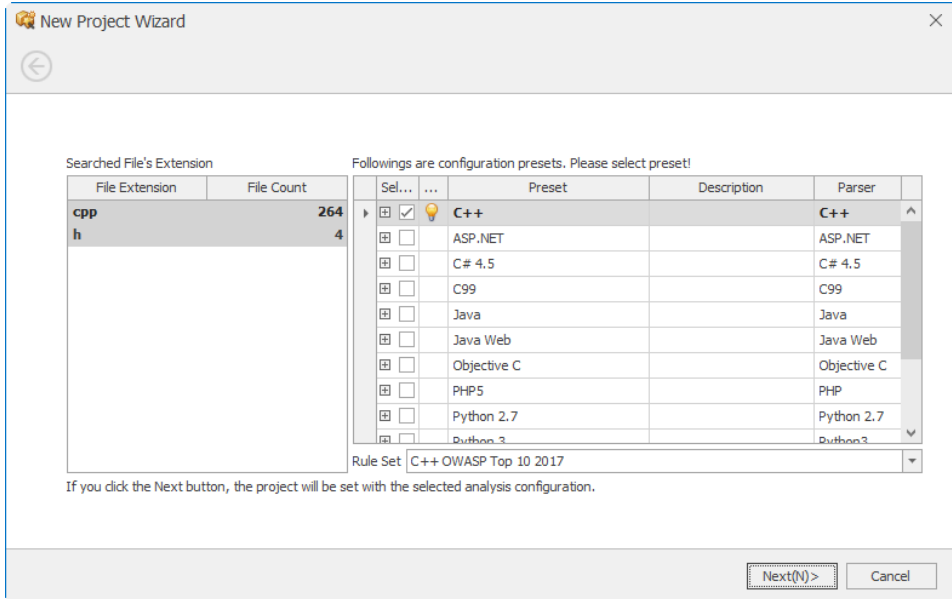 New Project Wizard
Searched File's Extension
Followings are configuration presets. Please select preset!
File Extension File Count
cpp 264
h 4
Sel... ... Preset Description Parser
C++ C++
ASP.NET ASP.NET
C# 4.5 C# 4.5
C99 C99
Java Java
Java Web Java Web
Objective C Objective C
PHP5 PHP
Python 2.7 Python 2.7
Python 3 Python3
Rule Set C++ OWASP Top 10 2017
If you click the Next button, the project will be set with the selected analysis configuration.
Next(N)> Cancel